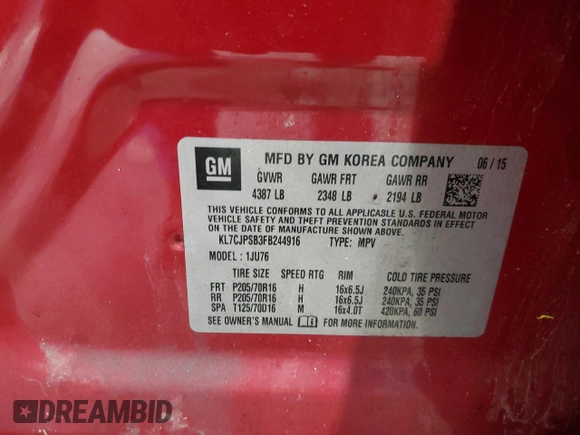 GM
MFD BY GM KOREA COMPANY 06/15
GVWR GAWR FRT GAWR RR
4387 LB 2348 LB 2194 LB
THIS VEHICLE CONFORMS TO ALL APPLICABLE U.S. FEDERAL MOTOR
VEHICLE SAFETY AND THEFT PREVENTION STANDARDS IN EFFECT
ON THE DATE OF MANUFACTURE SHOWN ABOVE.
KL7CJPSB3FB244916 TYPE: MPV
MODEL: 1JU76
TIRE SIZE SPEED RTG RIM COLD TIRE PRESSURE
FRT P205/70R16 H 16x6.5J 240KPA, 35 PSI
RR P205/70R16 H 16x6.5J 240KPA, 35 PSI
SPA T125/70D16 M 16x4.0T 420KPA, 60 PSI
SEE OWNER'S MANUAL FOR MORE INFORMATION.
DREAMBID